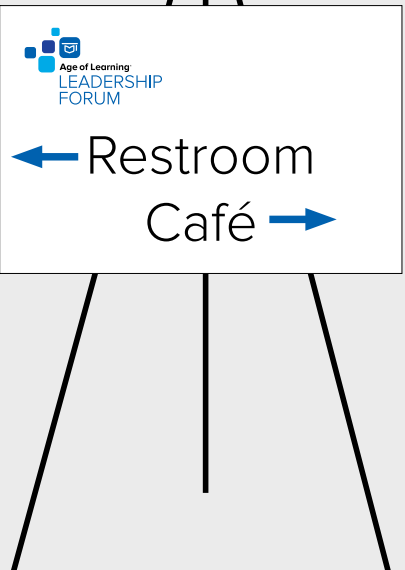 Age of Learning
LEADERSHIP
FORUM
Restroom
Café